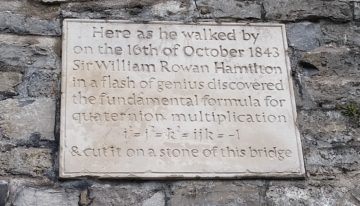 Here as he walked by
on the 16th of October 1843
Sir William Rowan Hamilton
in a flash of genius discovered
the fundamental formula for
quaternion multiplication
i² = j² = k² = ijk = −1
& cut it on a stone of this bridge